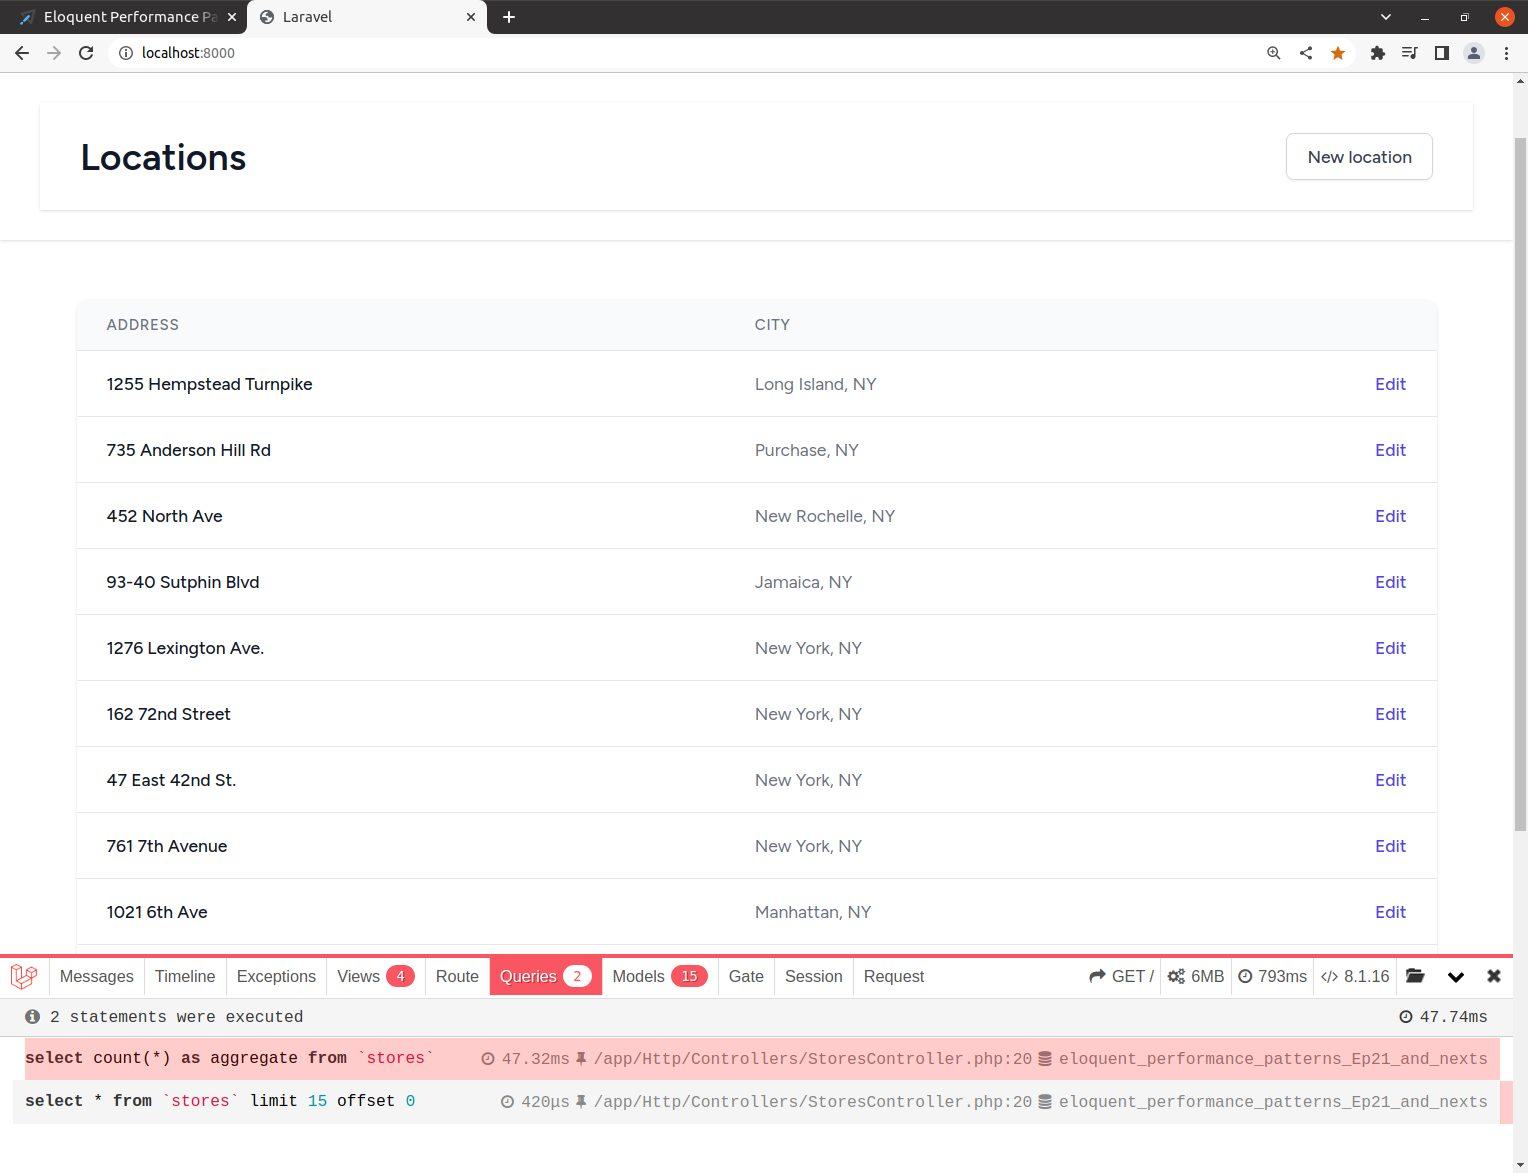 Eloquent Performance Pa
Laravel
localhost:8000
Locations
New location
ADDRESS CITY
1255 Hempstead Turnpike Long Island, NY Edit
735 Anderson Hill Rd Purchase, NY Edit
452 North Ave New Rochelle, NY Edit
93-40 Sutphin Blvd Jamaica, NY Edit
1276 Lexington Ave. New York, NY Edit
162 72nd Street New York, NY Edit
47 East 42nd St. New York, NY Edit
761 7th Avenue New York, NY Edit
1021 6th Ave Manhattan, NY Edit
Messages Timeline Exceptions Views 4 Route Queries 2 Models 15 Gate Session Request GET / 6MB 793ms </> 8.1.16
2 statements were executed 47.74ms
select count(*) as aggregate from `stores` 47.32ms /app/Http/Controllers/StoresController.php:20 eloquent_performance_patterns_Ep21_and_nexts
select * from `stores` limit 15 offset 0 420μs /app/Http/Controllers/StoresController.php:20 eloquent_performance_patterns_Ep21_and_nexts